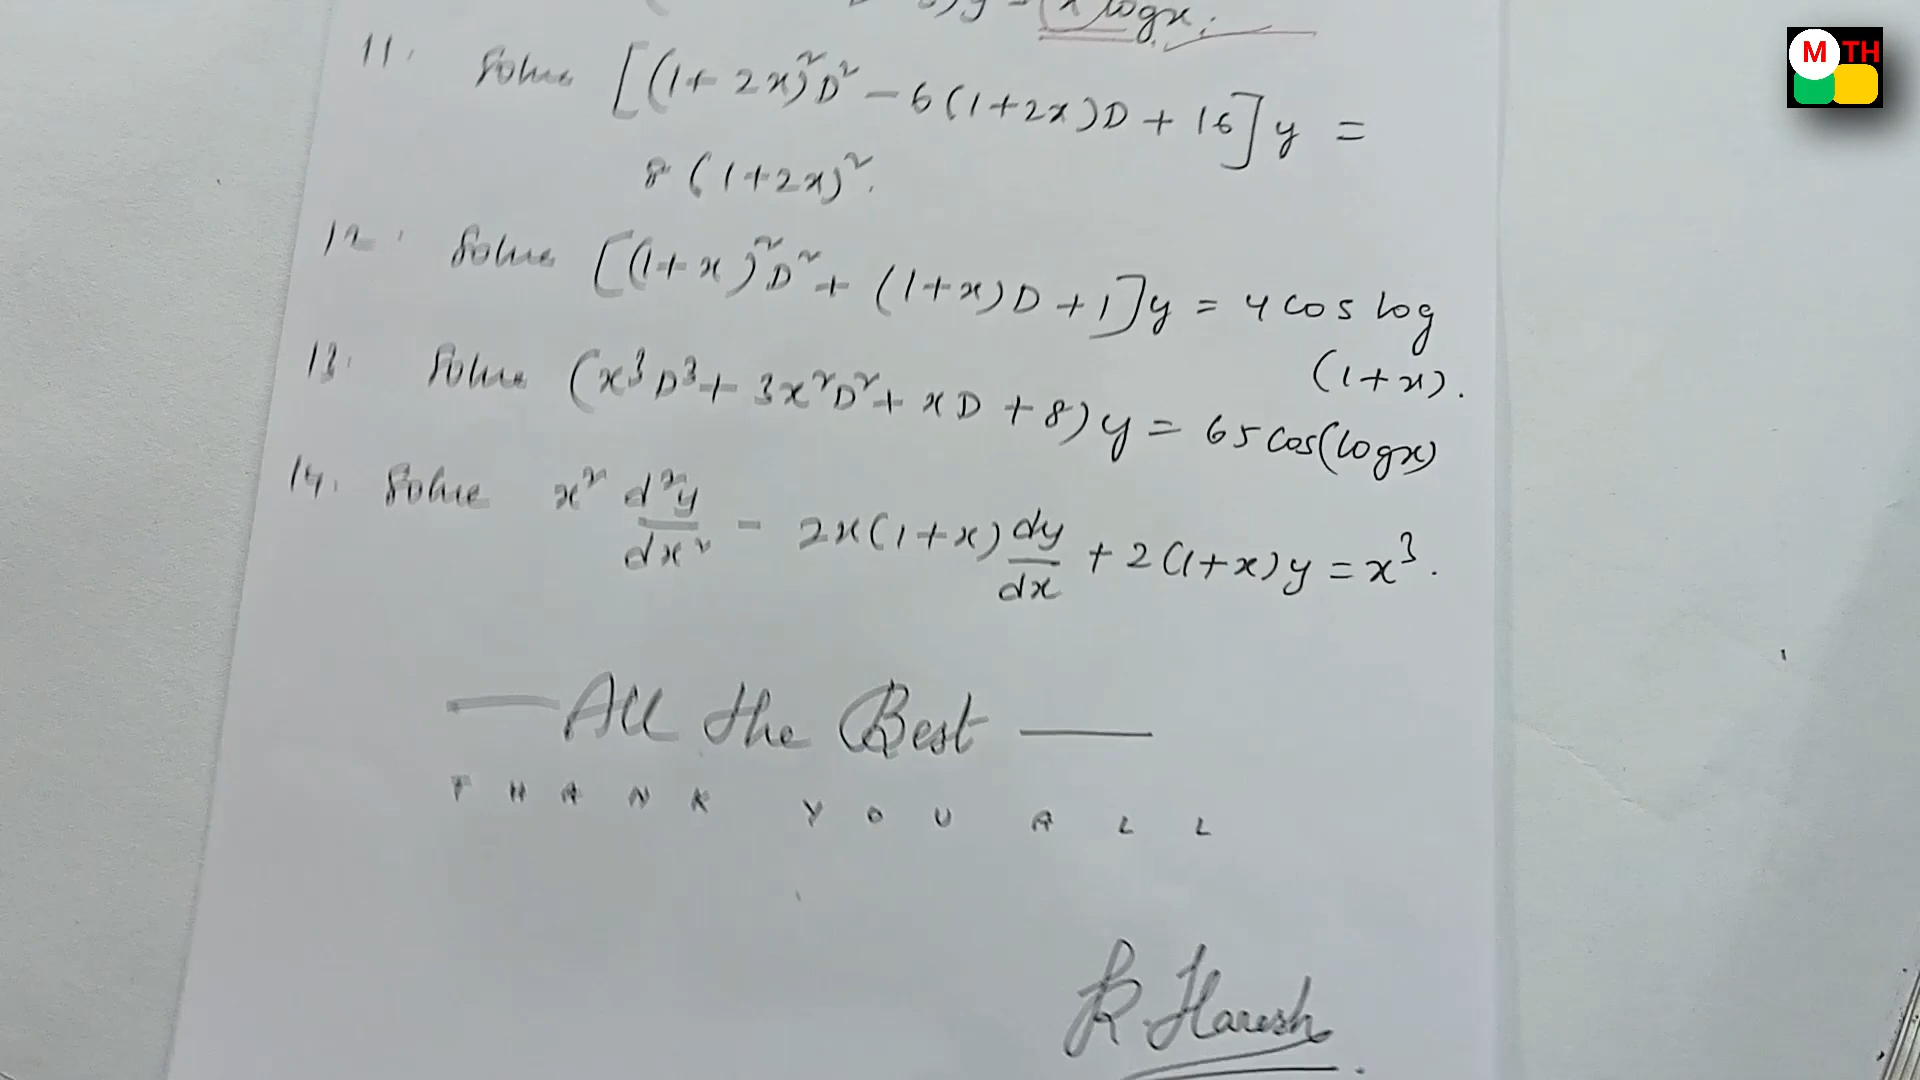 x logx.
11. Solve [(1+2x)²D² - 6(1+2x)D + 16]y =
8(1+2x)².
12. Solve [(1+x)²D² + (1+x)D + 1]y = 4 cos log
(1+x).
13. Solve (x³D³ + 3x²D² + xD + 8)y = 65 cos(logx)
14. Solve x² d²y/dx² - 2x(1+x) dy/dx + 2(1+x)y = x³.
— All the Best —
THANK YOU ALL
R. Haresh
MTH